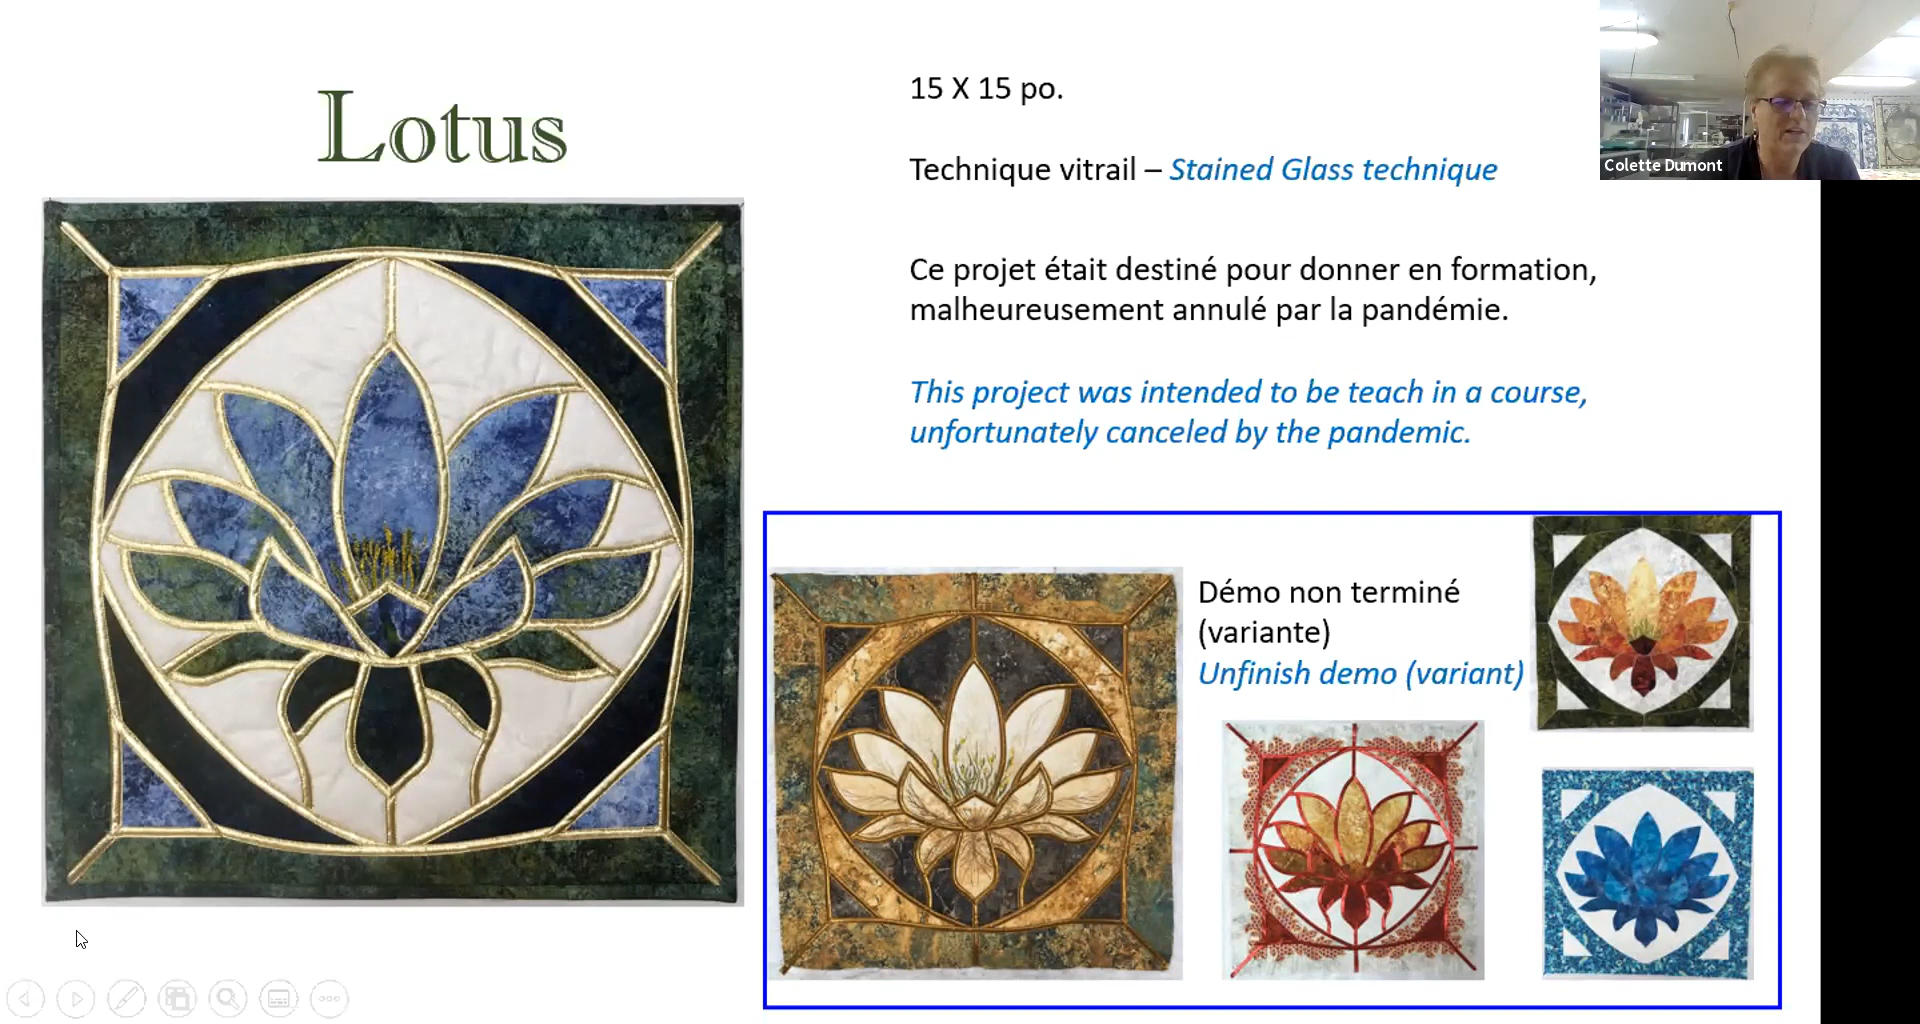 Lotus
15 X 15 po.
Technique vitrail – Stained Glass technique
Ce projet était destiné pour donner en formation,
malheureusement annulé par la pandémie.
This project was intended to be teach in a course,
unfortunately canceled by the pandemic.
Démo non terminé
(variante)
Unfinish demo (variant)
Colette Dumont